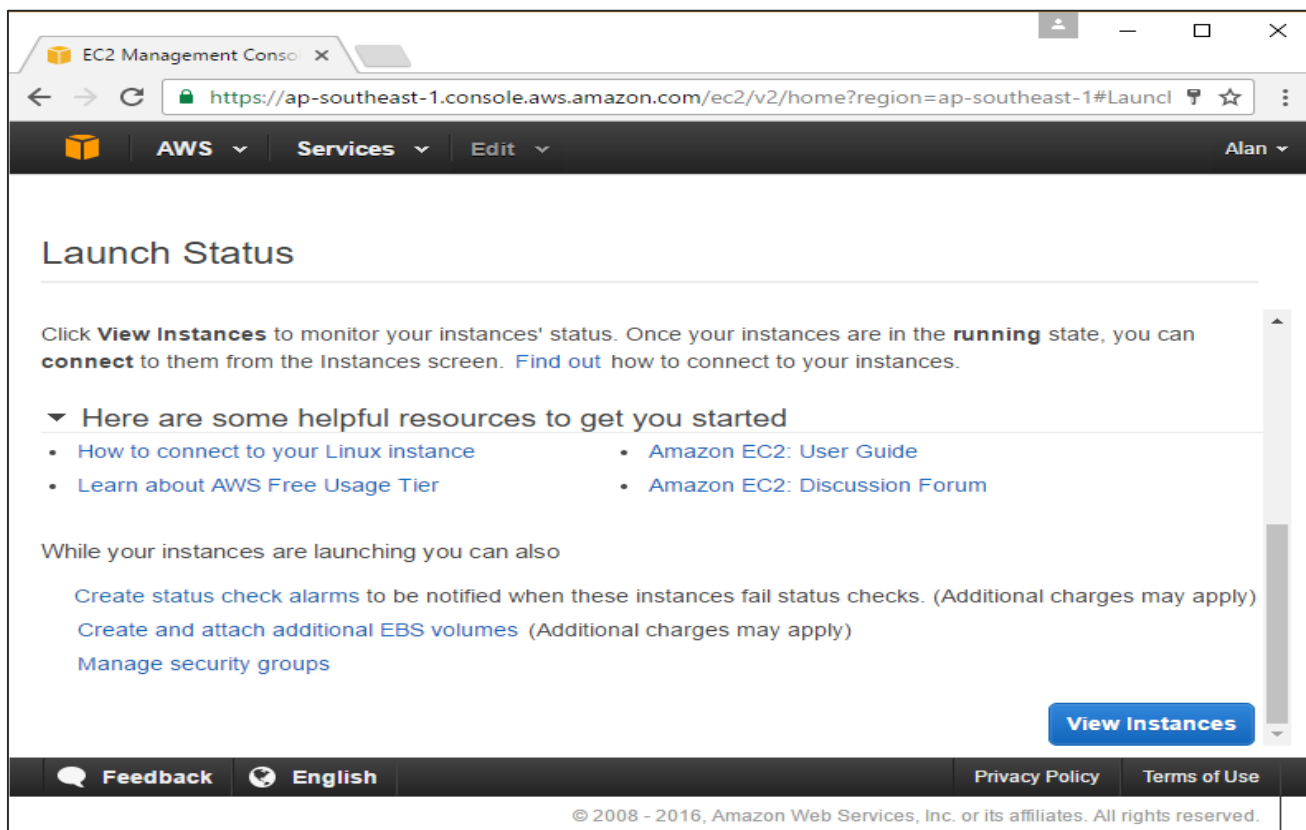 EC2 Management Conso
https://ap-southeast-1.console.aws.amazon.com/ec2/v2/home?region=ap-southeast-1#Launcl
AWS Services Edit Alan
Launch Status
Click View Instances to monitor your instances' status. Once your instances are in the running state, you can
connect to them from the Instances screen. Find out how to connect to your instances.
Here are some helpful resources to get you started
• How to connect to your Linux instance • Amazon EC2: User Guide
• Learn about AWS Free Usage Tier • Amazon EC2: Discussion Forum
While your instances are launching you can also
Create status check alarms to be notified when these instances fail status checks. (Additional charges may apply)
Create and attach additional EBS volumes (Additional charges may apply)
Manage security groups
View Instances
Feedback English Privacy Policy Terms of Use
© 2008 - 2016, Amazon Web Services, Inc. or its affiliates. All rights reserved.